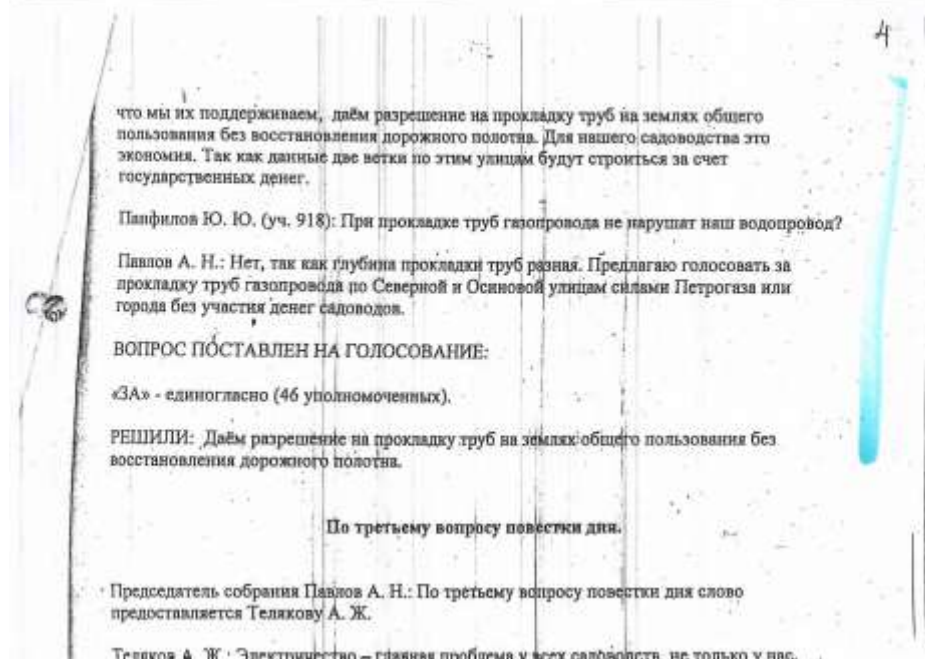 4
что мы их поддерживаем, даём разрешение на прокладку труб на землях общего
пользования без восстановления дорожного полотна. Для нашего садоводства это
экономия. Так как данные две ветки по этим улицам будут строиться за счет
государственных денег.
Панфилов Ю. Ю. (уч. 918): При прокладке труб газопровода не нарушат наш водопровод?
Павлов А. Н.: Нет, так как глубина прокладки труб разная. Предлагаю голосовать за
прокладку труб газопровода по Северной и Осиновой улицам силами Петрогаза или
города без участия денег садоводов.
ВОПРОС ПОСТАВЛЕН НА ГОЛОСОВАНИЕ:
«ЗА» - единогласно (46 уполномоченных).
РЕШИЛИ: Даём разрешение на прокладку труб на землях общего пользования без
восстановления дорожного полотна.
По третьему вопросу повестки дня.
Председатель собрания Павлов А. Н.: По третьему вопросу повестки дня слово
предоставляется Телякову А. Ж.
Теляков А. Ж.: Электричество – главная проблема у всех садоводств, не только у нас.